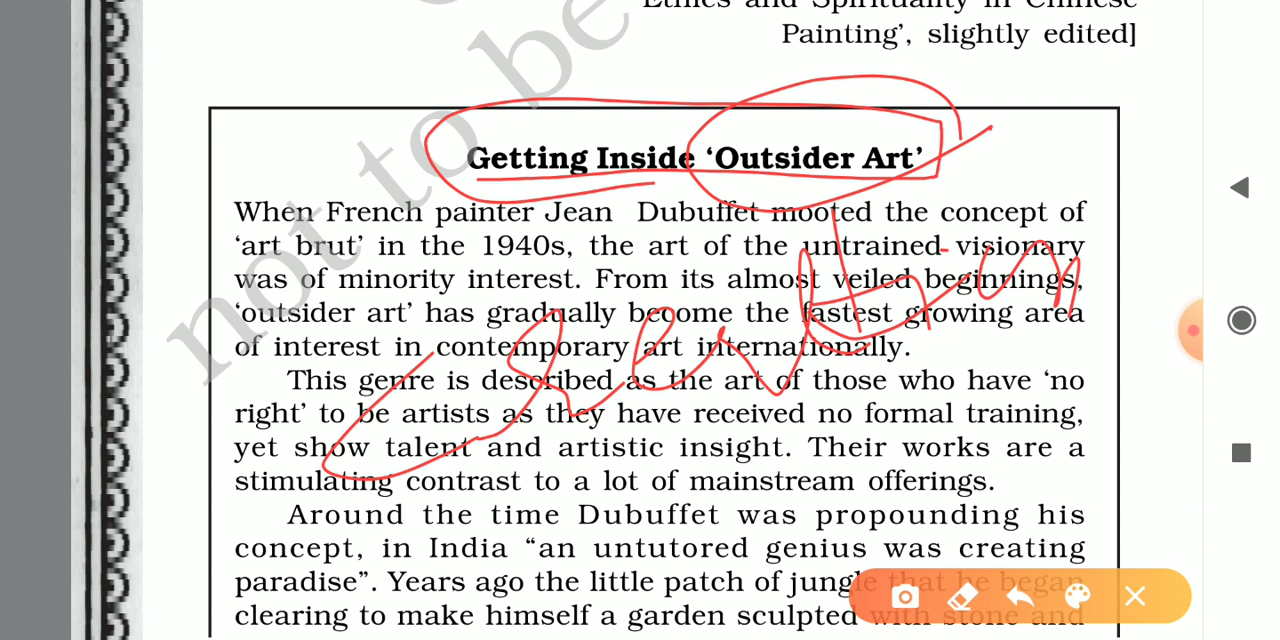 Ethics and Spirituality in Chinese
Painting’, slightly edited]
not to be
Getting Inside ‘Outsider Art’
When French painter Jean Dubuffet mooted the concept of
‘art brut’ in the 1940s, the art of the untrained visionary
was of minority interest. From its almost veiled beginnings,
‘outsider art’ has gradually become the fastest growing area
of interest in contemporary art internationally.
This genre is described as the art of those who have ‘no
right’ to be artists as they have received no formal training,
yet show talent and artistic insight. Their works are a
stimulating contrast to a lot of mainstream offerings.
Around the time Dubuffet was propounding his
concept, in India “an untutored genius was creating
paradise”. Years ago the little patch of jungle that he began
clearing to make himself a garden sculpted with stone and